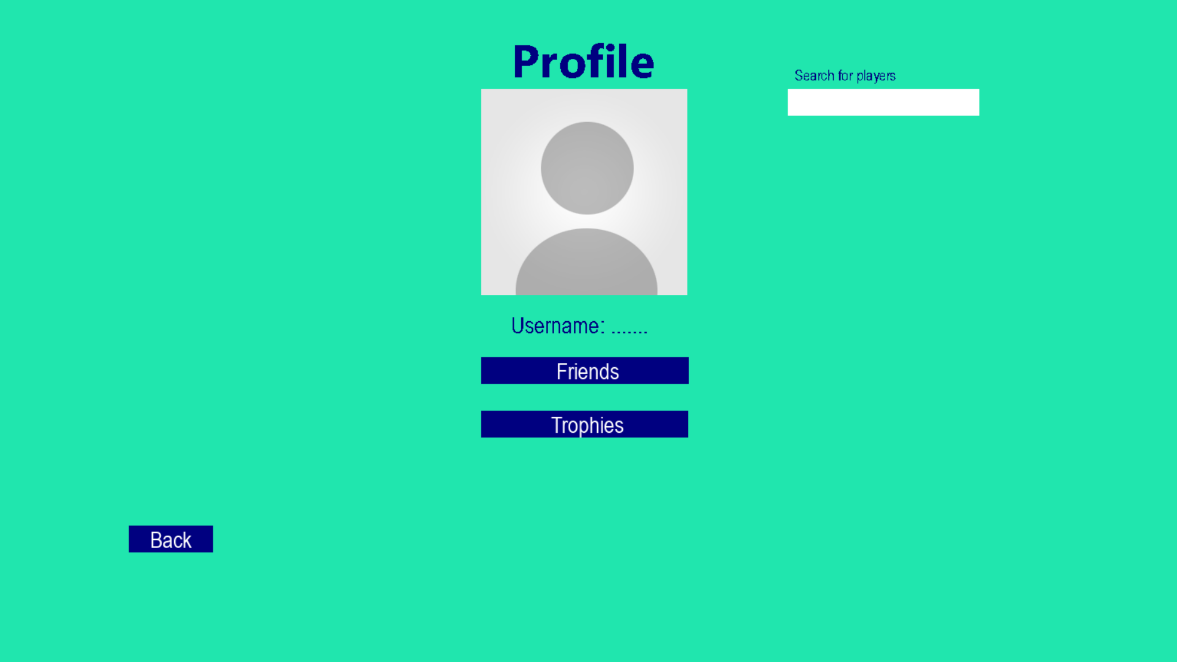 Profile
Search for players
Username: .......
Friends
Trophies
Back